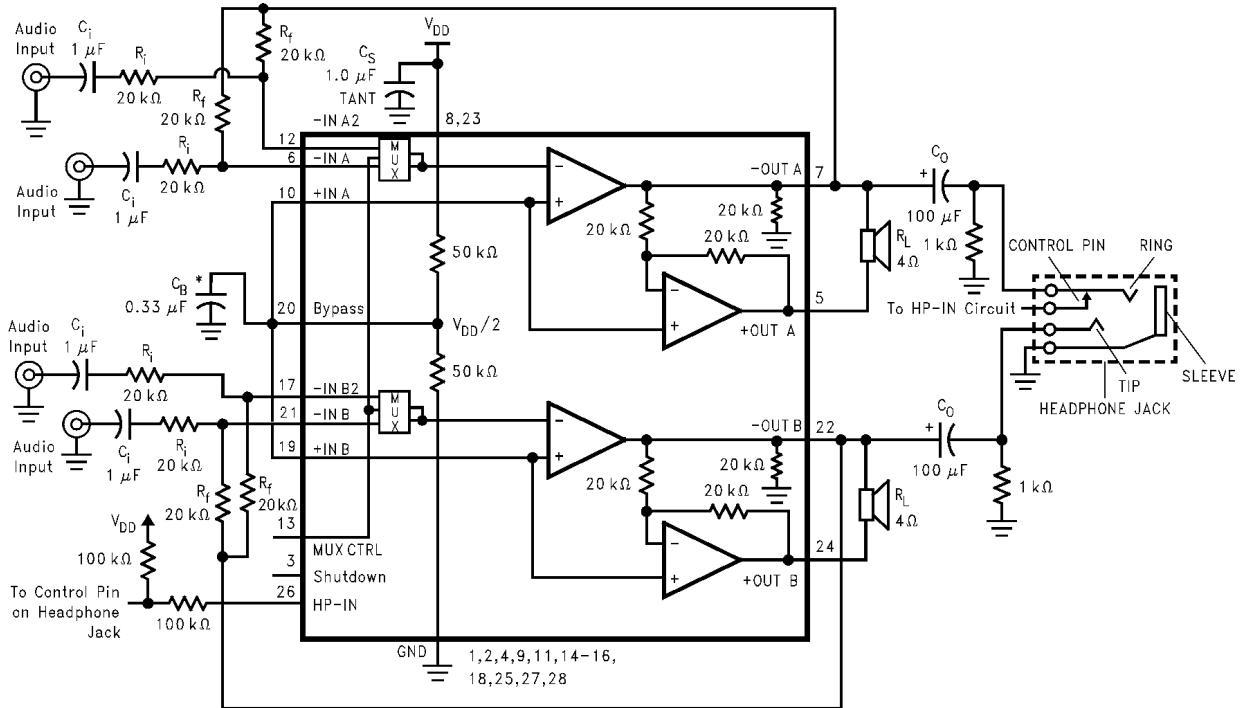 Audio
Input
Ci
1 μF
Ri
20 kΩ
Rf
20 kΩ
Rf
20 kΩ
VDD
CS
1.0 μF
TANT
8,23
Audio
Input
Ci
1 μF
Ri
20 kΩ
-IN A2
12
6
-IN A
10
+IN A
MUX
-
+
-OUT A
7
20 kΩ
20 kΩ
20 kΩ
RL
4Ω
CO
+
100 μF
1 kΩ
CONTROL PIN
RING
50 kΩ
-
+
5
+OUT A
To HP-IN Circuit
CB
*
0.33 μF
20
Bypass
VDD/2
50 kΩ
TIP
SLEEVE
HEADPHONE JACK
Audio
Input
Ci
1 μF
Ri
20 kΩ
17
-IN B2
21
-IN B
19
+IN B
MUX
Audio
Input
Ci
1 μF
Ri
20 kΩ
Rf
20 kΩ
Rf
20 kΩ
-
+
-OUT B
22
20 kΩ
20 kΩ
20 kΩ
RL
4Ω
CO
+
100 μF
1 kΩ
-
+
24
+OUT B
VDD
100 kΩ
13
MUX CTRL
3
Shutdown
26
HP-IN
To Control Pin
on Headphone
Jack
100 kΩ
GND
1,2,4,9,11,14-16,
18,25,27,28